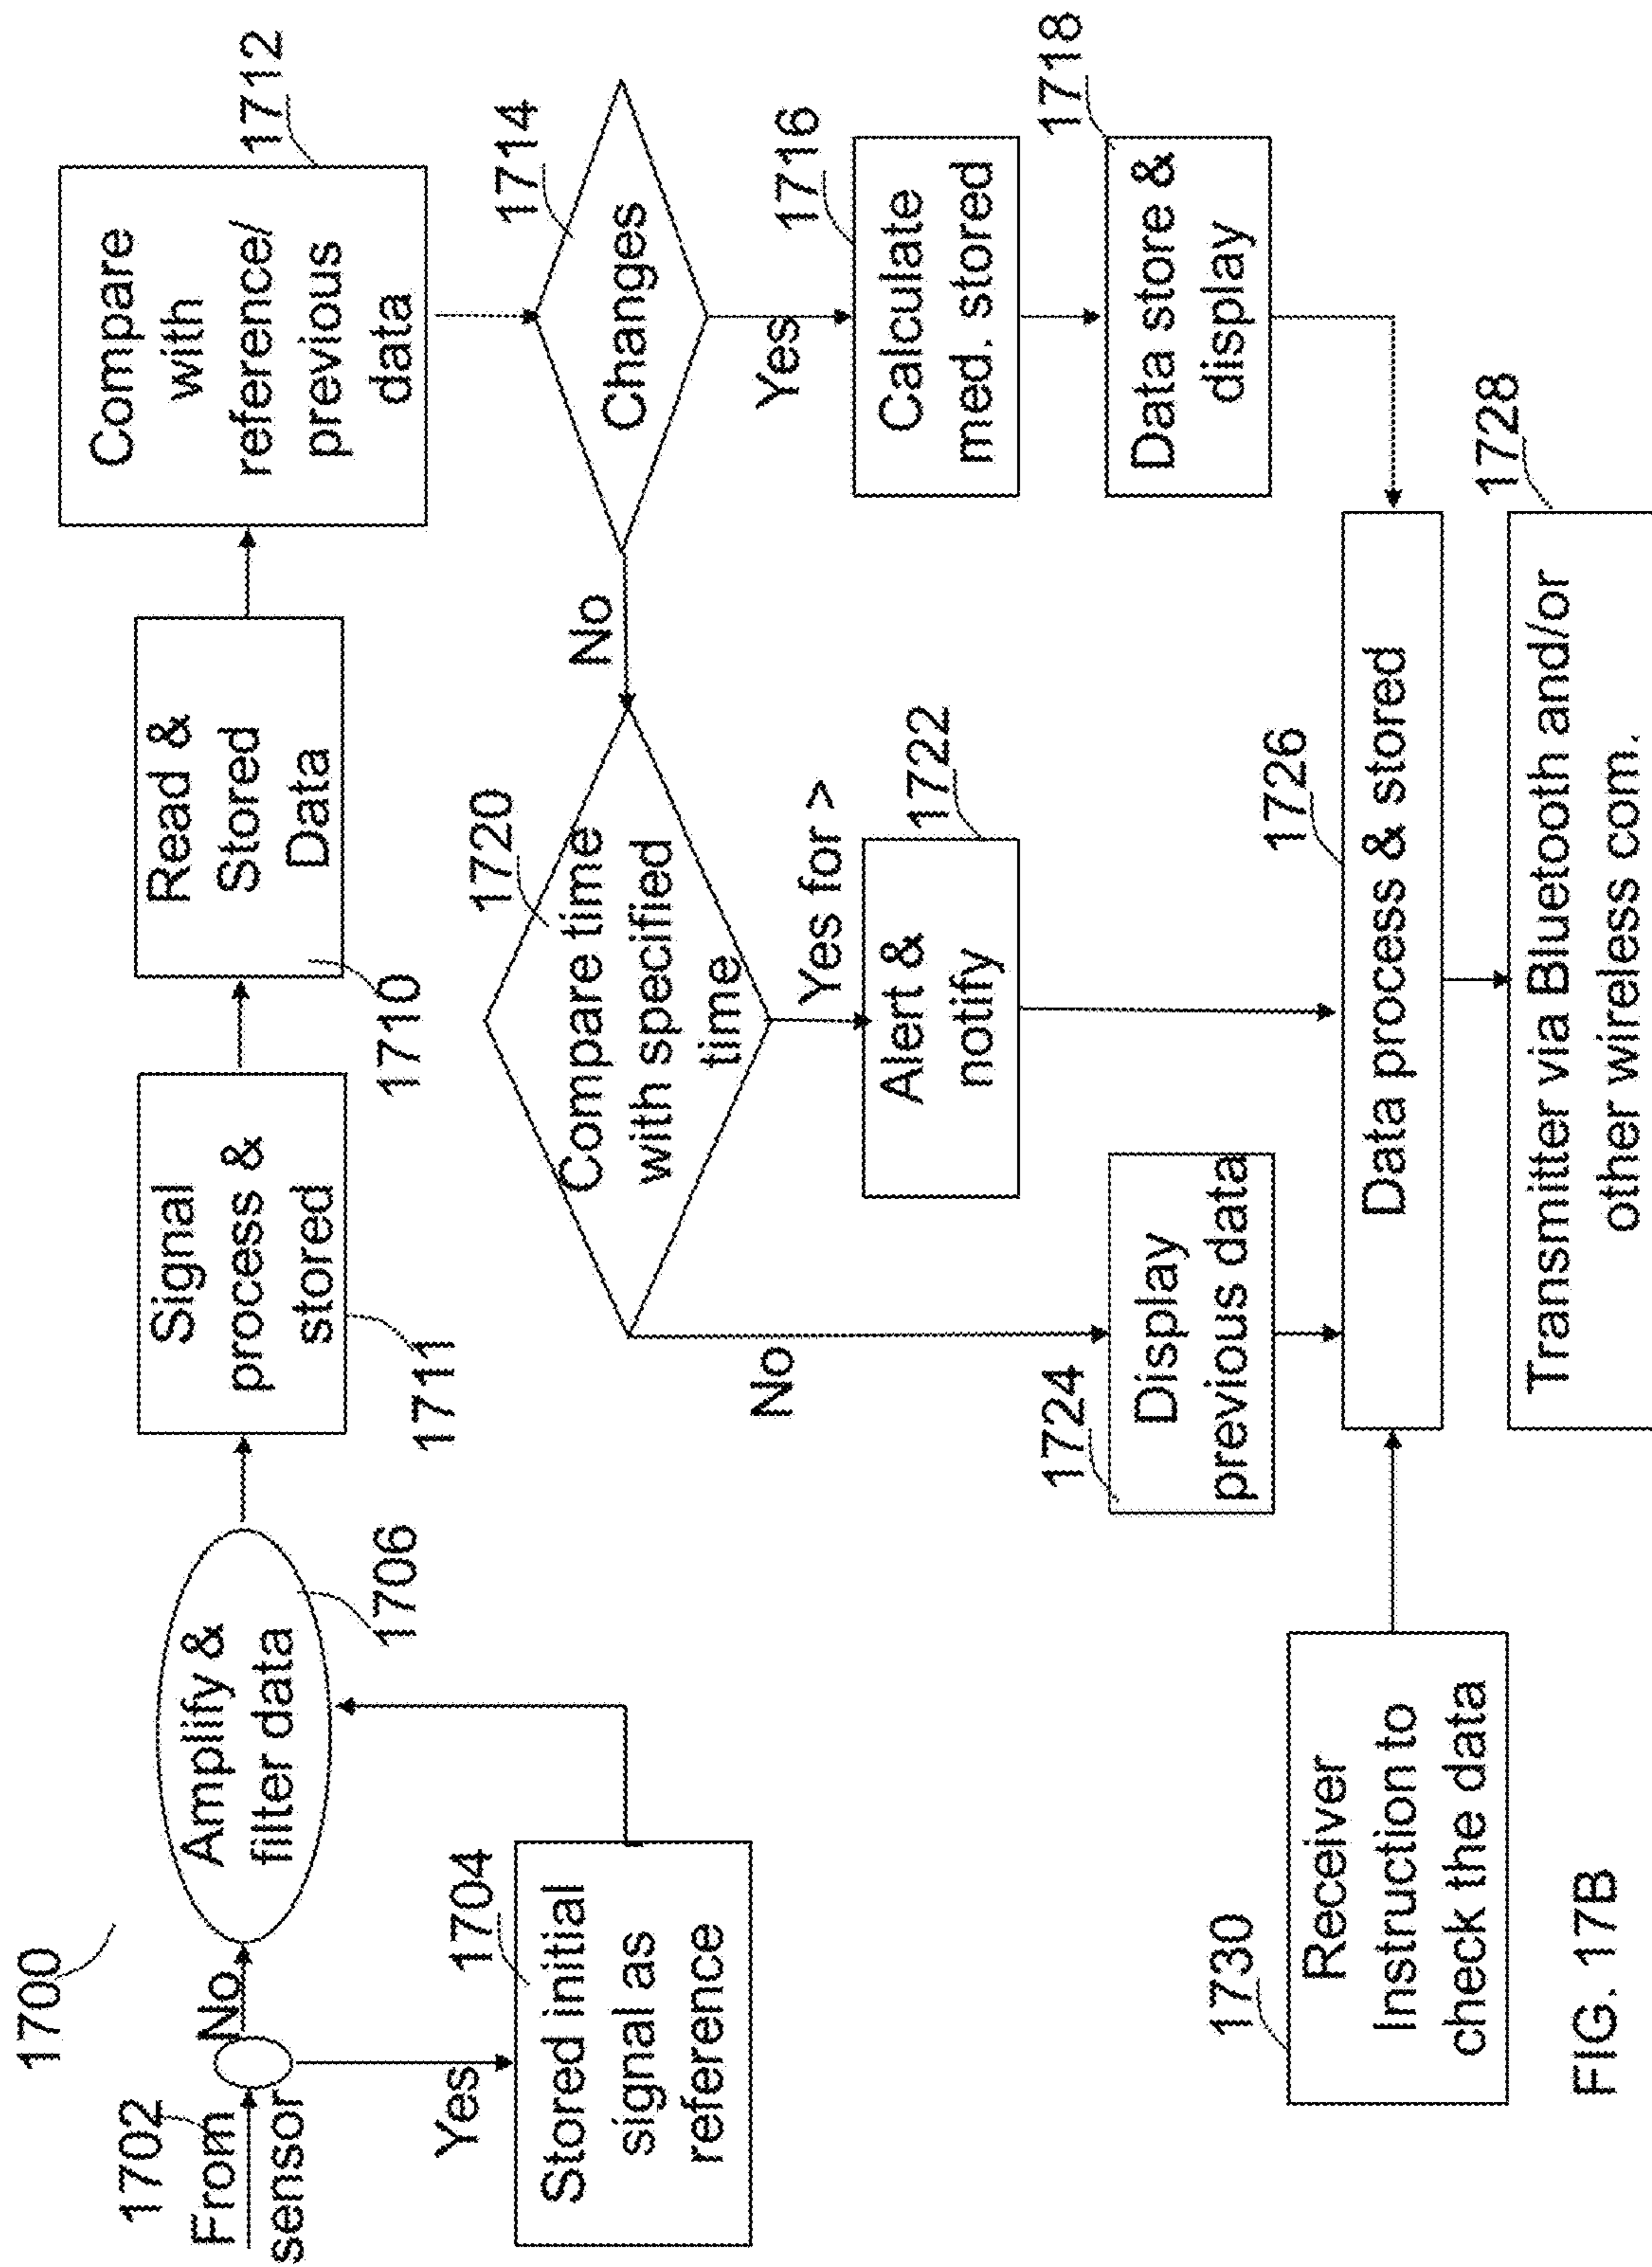 1700
1702
From
sensor
No
Yes
1704
Stored initial
signal as
reference
Amplify &
filter data
1706
Signal
process &
stored
1711
Read &
Stored
Data
1710
Compare
with
reference/
previous
data
1712
1714
Changes
No
Yes
1716
Calculate
med. stored
1718
Data store &
display
1720
Compare time
with specified
time
Yes for >
1722
Alert &
notify
No
1724
Display
previous data
1726
Data process & stored
1728
Transmitter via Bluetooth and/or
other wireless com.
1730
Receiver
Instruction to
check the data
FIG. 17B